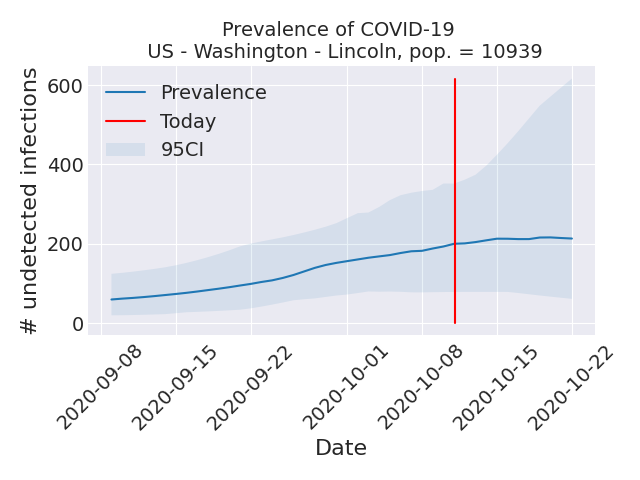 Prevalence of COVID-19
US - Washington - Lincoln, pop. = 10939
# undetected infections
600
400
200
0
Prevalence
Today
95CI
2020-09-08
2020-09-15
2020-09-22
2020-10-01
2020-10-08
2020-10-15
2020-10-22
Date